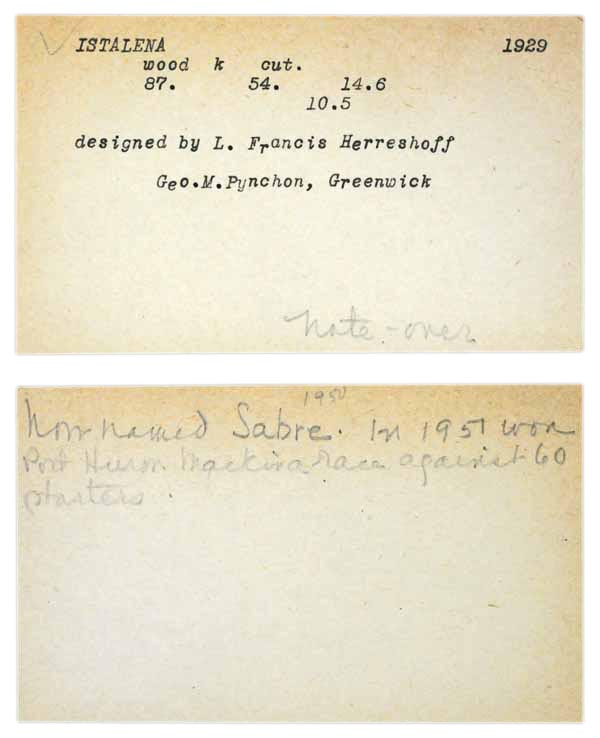 ISTALENA 1929
wood k cut.
87. 54. 14.6
10.5
designed by L. Francis Herreshoff
Geo.M.Pynchon, Greenwick
Note - over
1950
Now named Sabre. In 1951 won
Port Huron Mackina race against 60
starters.